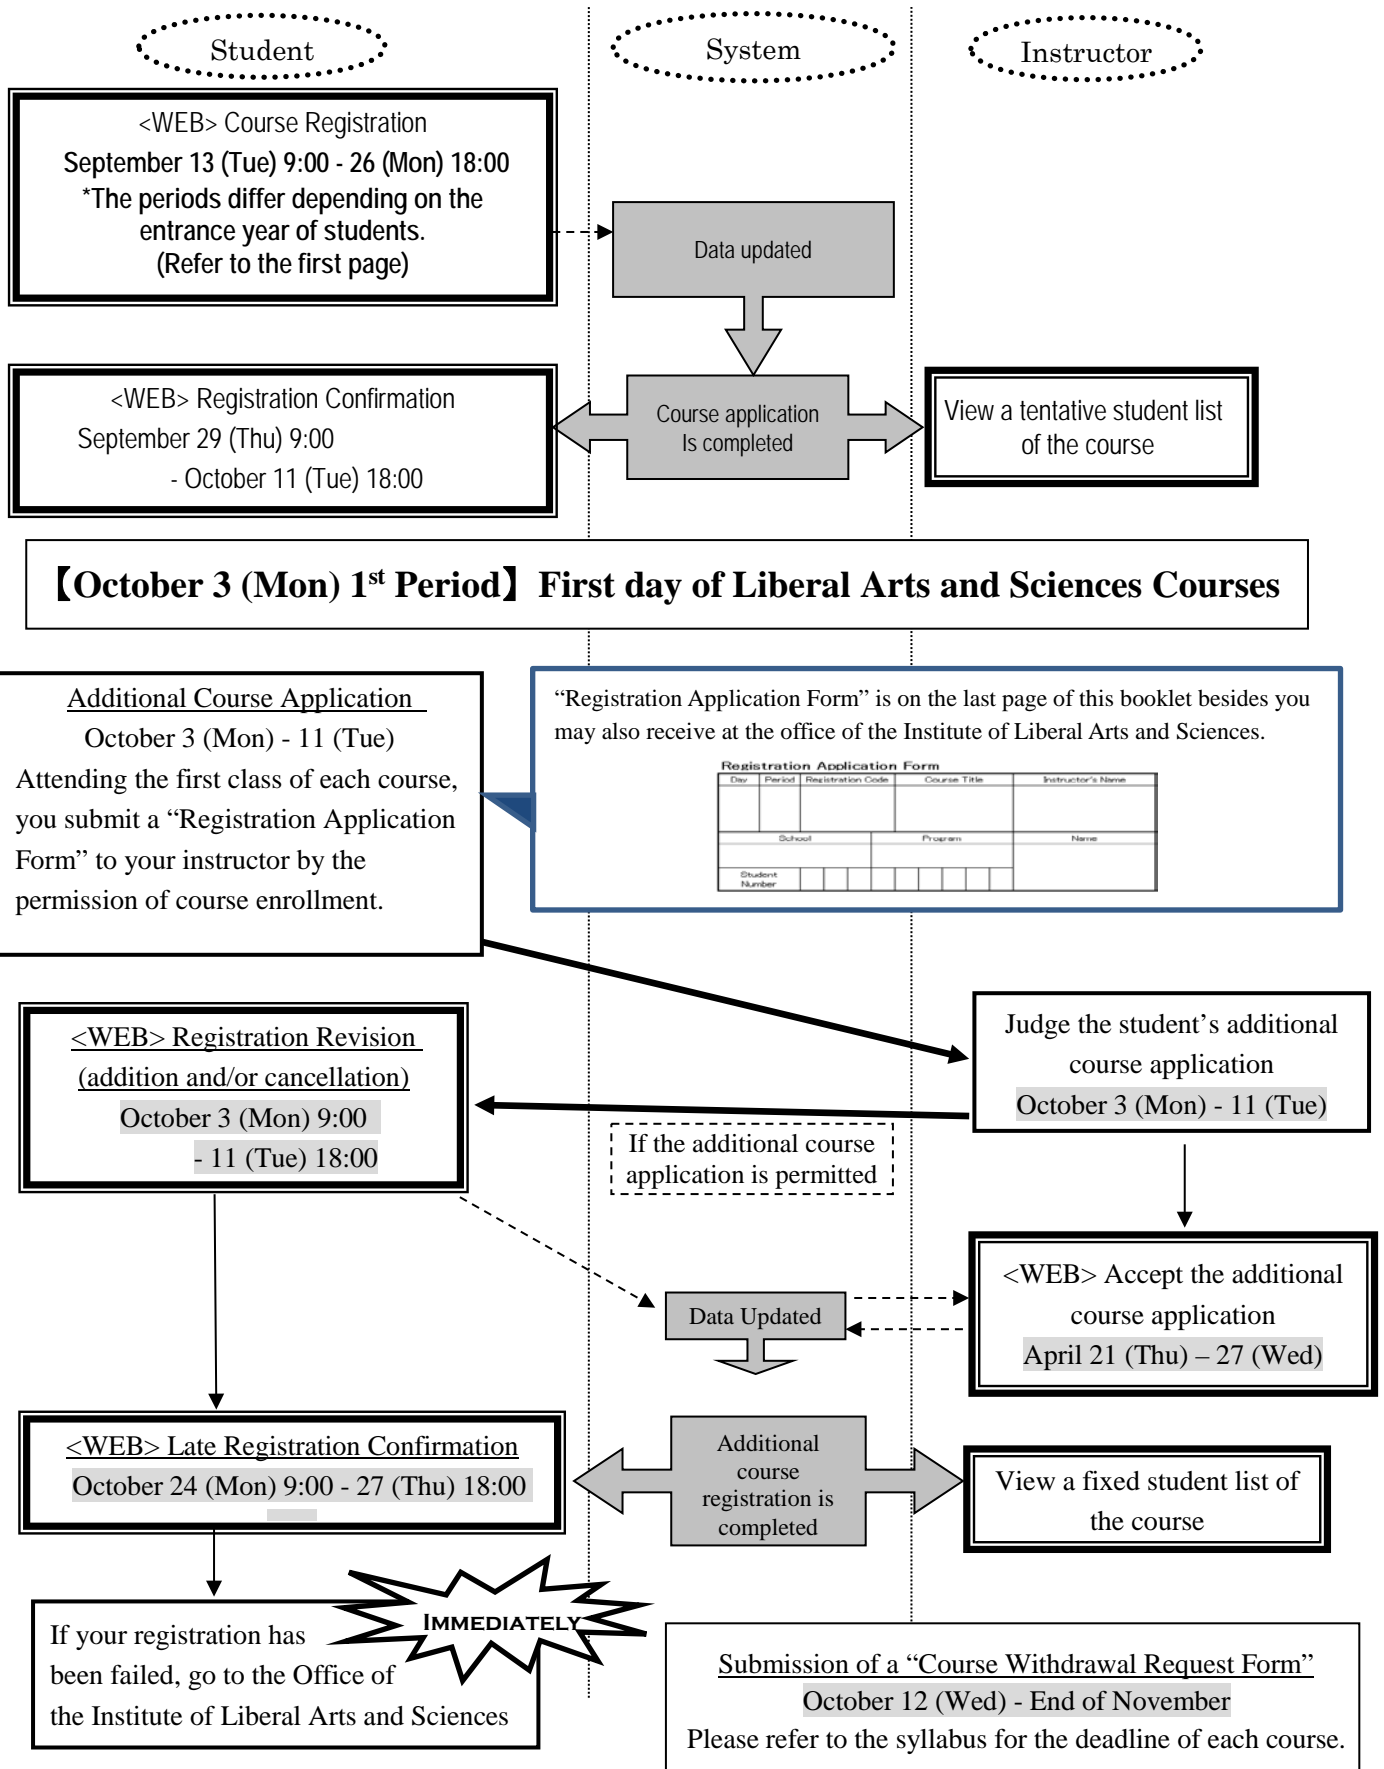 Student
System
Instructor
<WEB> Course Registration
September 13 (Tue) 9:00 - 26 (Mon) 18:00
*The periods differ depending on the
entrance year of students.
(Refer to the first page)
Data updated
<WEB> Registration Confirmation
September 29 (Thu) 9:00
- October 11 (Tue) 18:00
Course application
Is completed
View a tentative student list
of the course
【October 3 (Mon) 1st Period】 First day of Liberal Arts and Sciences Courses
Additional Course Application
October 3 (Mon) - 11 (Tue)
Attending the first class of each course,
you submit a “Registration Application
Form” to your instructor by the
permission of course enrollment.
“Registration Application Form” is on the last page of this booklet besides you
may also receive at the office of the Institute of Liberal Arts and Sciences.
Registration Application Form
Day Period Registration Code Course Title Instructor's Name
School Program Name
Student
Number
<WEB> Registration Revision
(addition and/or cancellation)
October 3 (Mon) 9:00
- 11 (Tue) 18:00
Judge the student’s additional
course application
October 3 (Mon) - 11 (Tue)
If the additional course
application is permitted
Data Updated
<WEB> Accept the additional
course application
April 21 (Thu) – 27 (Wed)
<WEB> Late Registration Confirmation
October 24 (Mon) 9:00 - 27 (Thu) 18:00
Additional
course
registration is
completed
View a fixed student list of
the course
IMMEDIATELY
If your registration has
been failed, go to the Office of
the Institute of Liberal Arts and Sciences
Submission of a “Course Withdrawal Request Form”
October 12 (Wed) - End of November
Please refer to the syllabus for the deadline of each course.